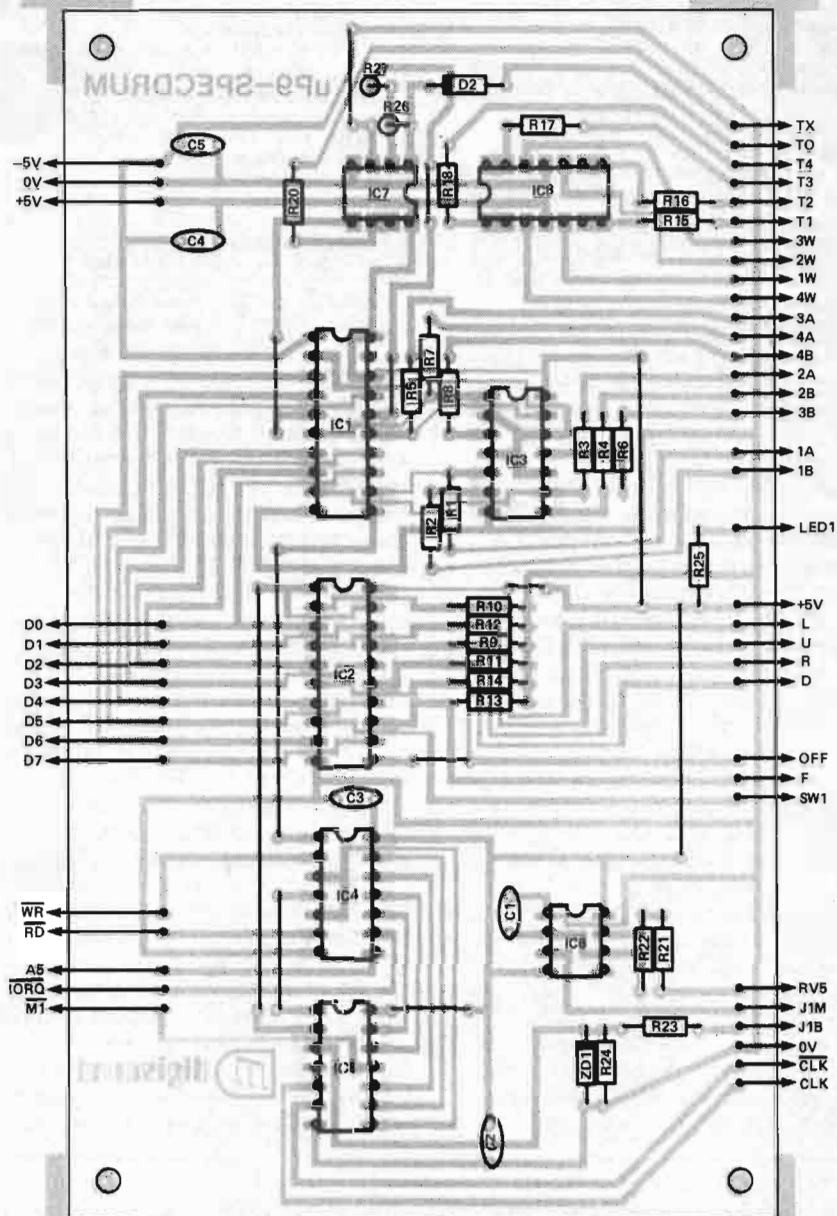 uP9-SPECDRUM
R27
D2
R26
R17
C5
-5V
0V
+5V
R20
IC7
R18
R16
R15
C4
TX
T0
T4
T3
T2
T1
3W
2W
1W
4W
3A
4A
4B
2A
2B
3B
1A
1B
LED1
R7
R5
R8
IC1
IC3
R3
R4
R6
R2
R1
R25
+5V
L
U
R
D
OFF
F
SW1
D0
D1
D2
D3
D4
D5
D6
D7
R10
R12
R9
R11
R14
R13
IC2
C3
IC4
C1
R22
R21
WR
RD
A5
IORQ
M1
RV5
J1M
J1B
0V
CLK
CLK
R23
ZD1
R24
C2